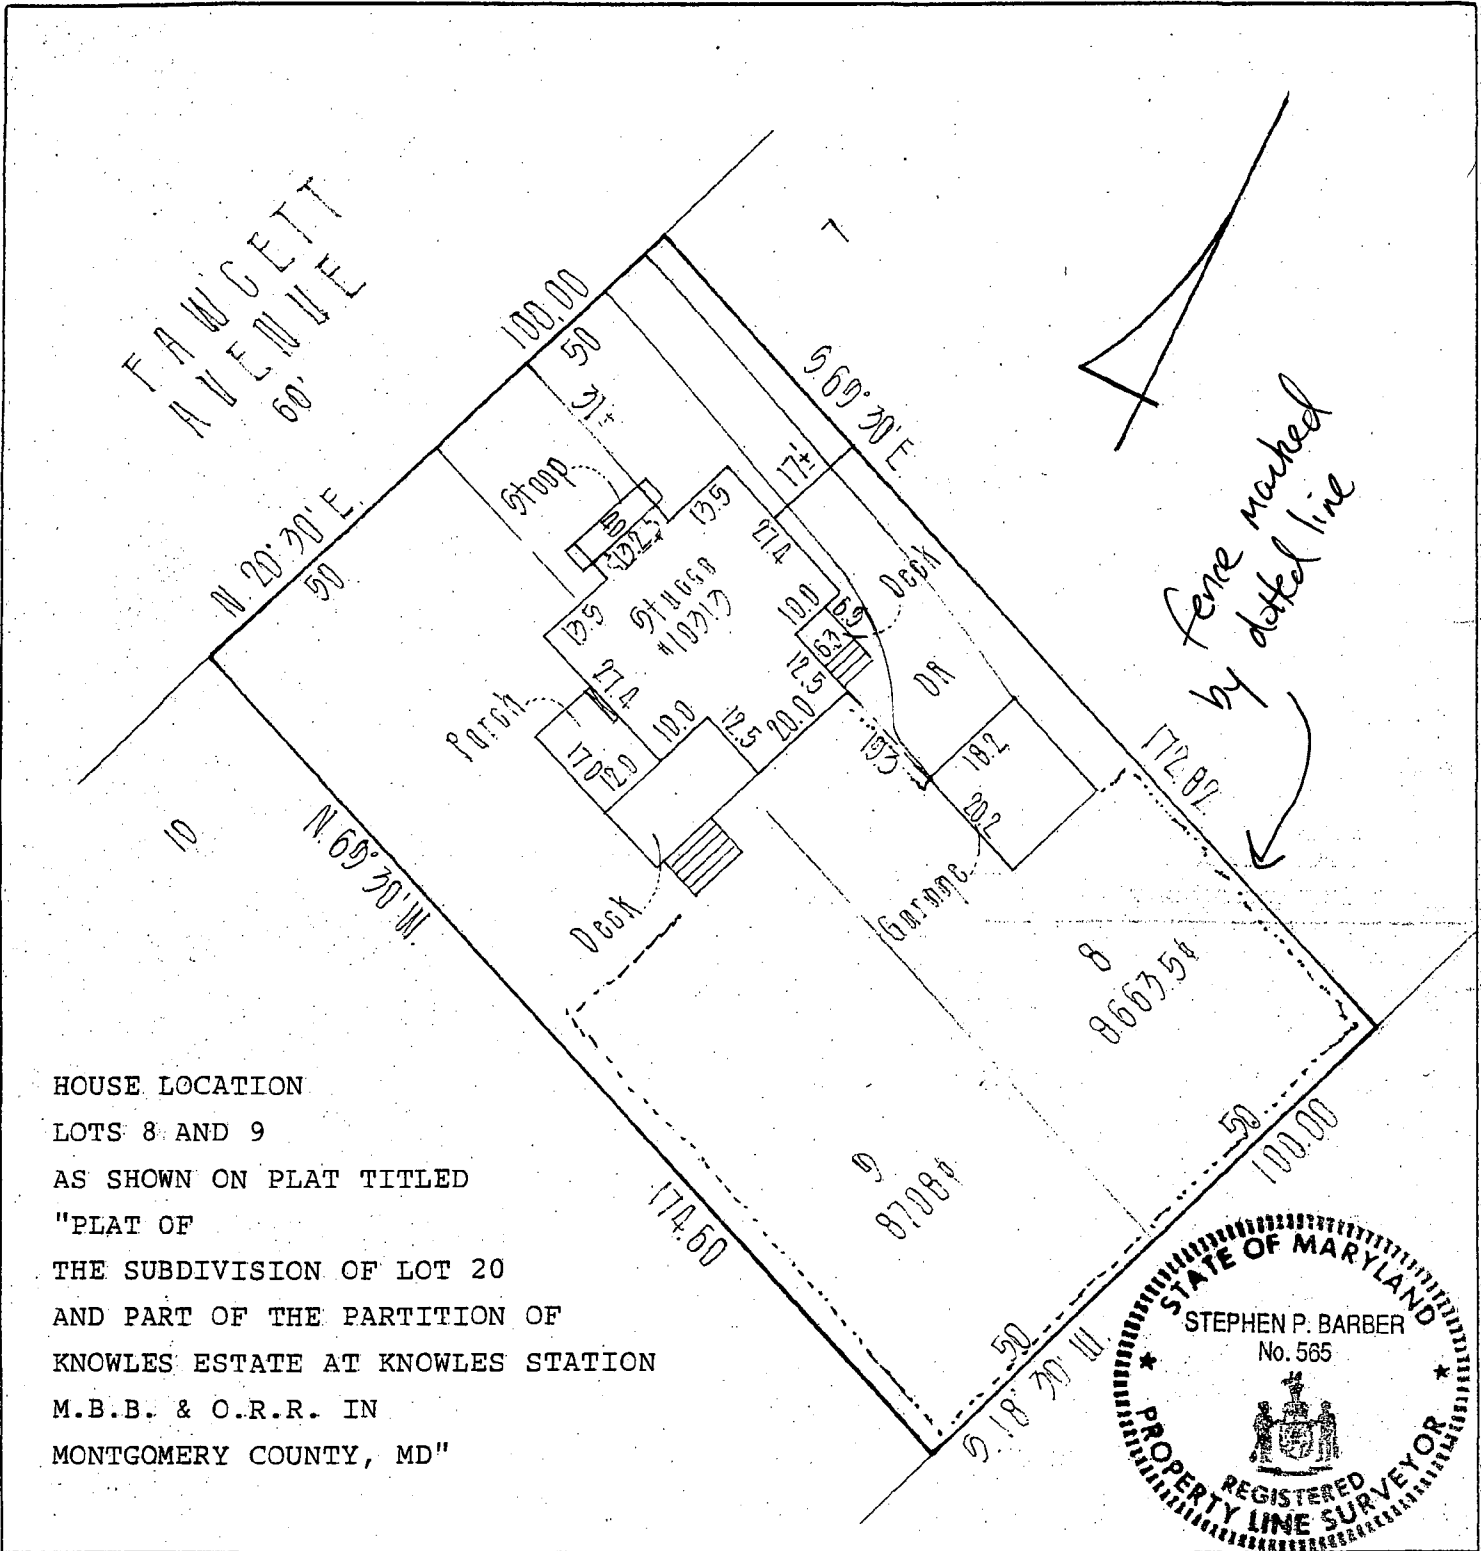 FAWCETT
AVENUE
60'
7
100.00
50
31±
S.69°30'E.
17±'
Stoop
N.20°30'E.
50
13.5
13.5
27.4
Stucco
#10313
10.0
6.9
6.3
Deck
12.5
27.4
Porch
17.0
12.0
10.0
12.5
20.0
DR
19.3
18.2
20.2
172.82
fence marked
by dotted line
10
N.69°30'W.
Deck
Garage
8
8663.5¢
9
8708¢
174.60
50
100.00
50
S.18°30'W.
HOUSE LOCATION
LOTS 8 AND 9
AS SHOWN ON PLAT TITLED
"PLAT OF
THE SUBDIVISION OF LOT 20
AND PART OF THE PARTITION OF
KNOWLES ESTATE AT KNOWLES STATION
M.B.B. & O.R.R. IN
MONTGOMERY COUNTY, MD"
STATE OF MARYLAND
STEPHEN P. BARBER
No. 565
REGISTERED
PROPERTY LINE SURVEYOR